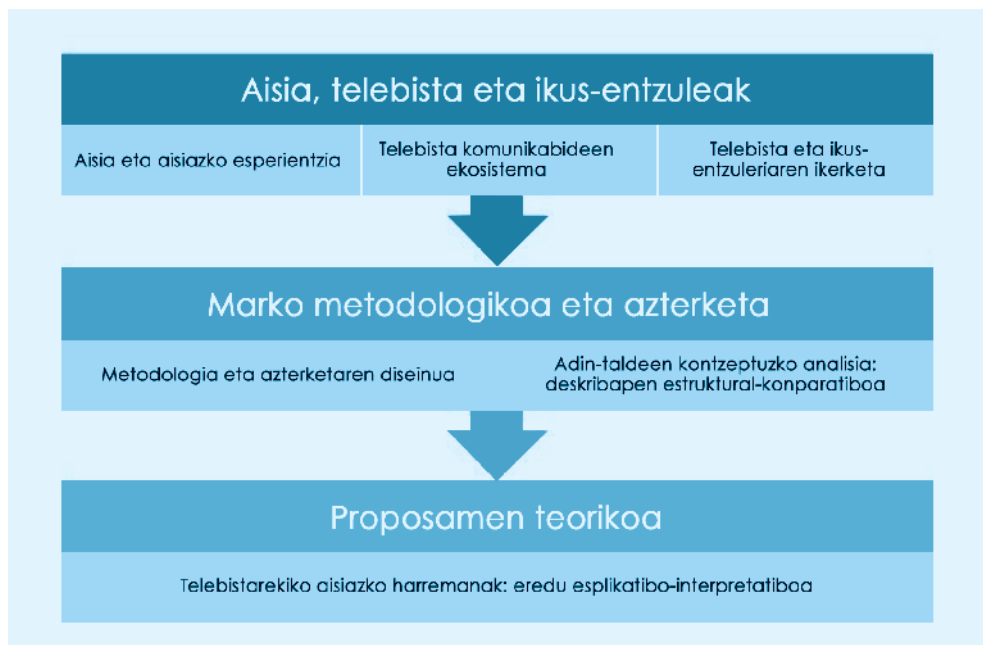 Aisia, telebista eta ikus-entzuleak
Aisia eta aisiazko esperientzia
Telebista komunikabideen
ekosistema
Telebista eta ikus-
entzuleriaren ikerketa
Marko metodologikoa eta azterketa
Metodologia eta azterketaren diseinua
Adin-taldeen kontzeptuzko analisia:
deskribapen estruktural-konparatiboa
Proposamen teorikoa
Telebistarekiko aisiazko harremanak: eredu esplikatibo-interpretatiboa